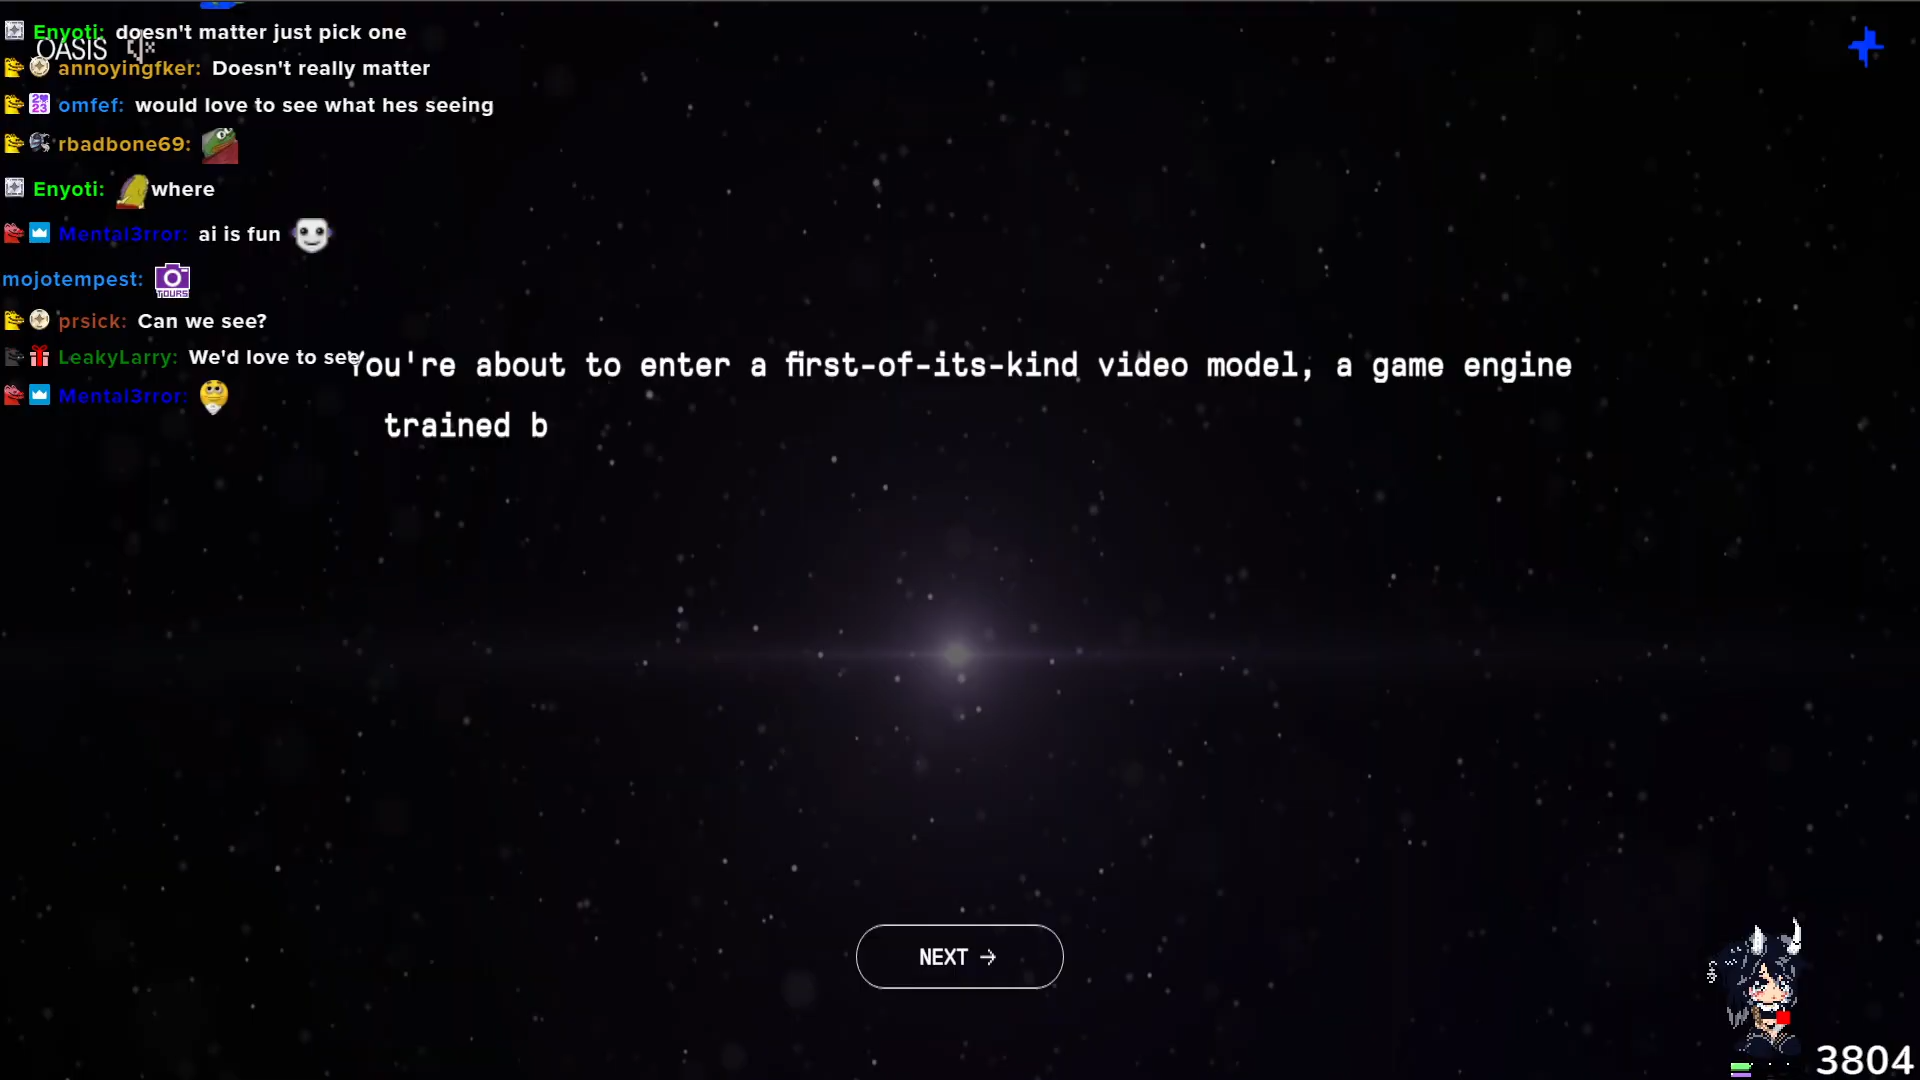 Enyoti: doesn't matter just pick one
OASIS
annoyingfker: Doesn't really matter
omfef: would love to see what hes seeing
rbadbone69:
Enyoti: where
Mental3rror: ai is fun
mojotempest: TOURS
prsick: Can we see?
LeakyLarry: We'd love to see
Mental3rror:
You're about to enter a first-of-its-kind video model, a game engine
trained b
NEXT →
3804